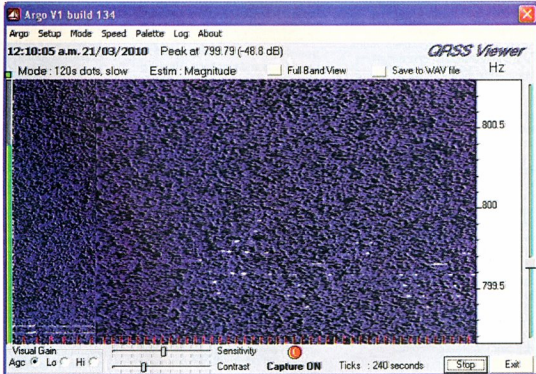 Argo V1 build 134
Argo Setup Mode Speed Palette Log About
12:10:05 a.m. 21/03/2010 Peak at 799.79 (-48.8 dB) QRSS Viewer
Mode : 120s dots, slow Estim : Magnitude Full Band View Save to WAV file Hz
800.5
800
799.5
Visual Gain
Agc Lo Hi
Sensitivity
Contrast Capture ON Ticks : 240 seconds Stop Exit